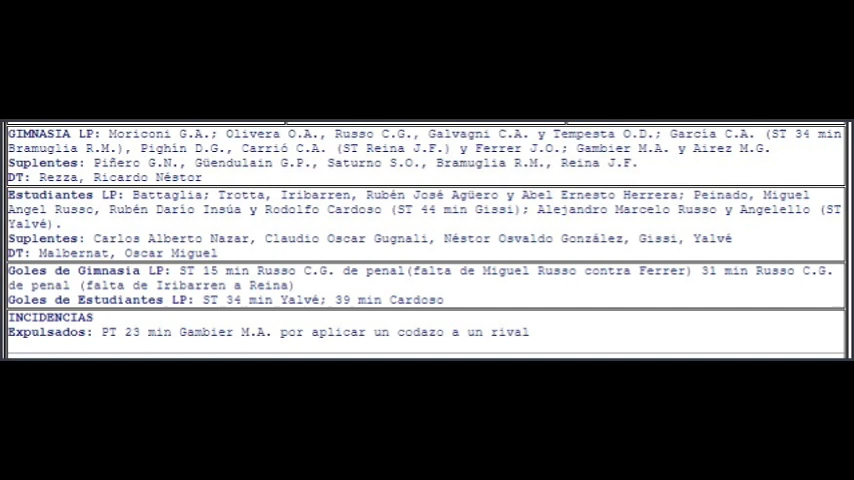 GIMNASIA LP: Moriconi G.A.; Olivera O.A., Russo C.G., Galvagni C.A. y Tempesta O.D.; García C.A. (ST 34 min
Bramuglia R.M.), Pighín D.G., Carrió C.A. (ST Reina J.F.) y Ferrer J.O.; Gambier M.A. y Airez M.G.
Suplentes: Piñero G.N., Güendulain G.P., Saturno S.O., Bramuglia R.M., Reina J.F.
DT: Rezza, Ricardo Néstor
Estudiantes LP: Battaglia; Trotta, Iribarren, Rubén José Agüero y Abel Ernesto Herrera; Peinado, Miguel
Angel Russo, Rubén Darío Insúa y Rodolfo Cardoso (ST 44 min Gissi); Alejandro Marcelo Russo y Angelello (ST
Yalvé).
Suplentes: Carlos Alberto Nazar, Claudio Oscar Gugnali, Néstor Osvaldo González, Gissi, Yalvé
DT: Malbernat, Oscar Miguel
Goles de Gimnasia LP: ST 15 min Russo C.G. de penal(falta de Miguel Russo contra Ferrer) 31 min Russo C.G.
de penal (falta de Iribarren a Reina)
Goles de Estudiantes LP: ST 34 min Yalvé; 39 min Cardoso
INCIDENCIAS
Expulsados: PT 23 min Gambier M.A. por aplicar un codazo a un rival